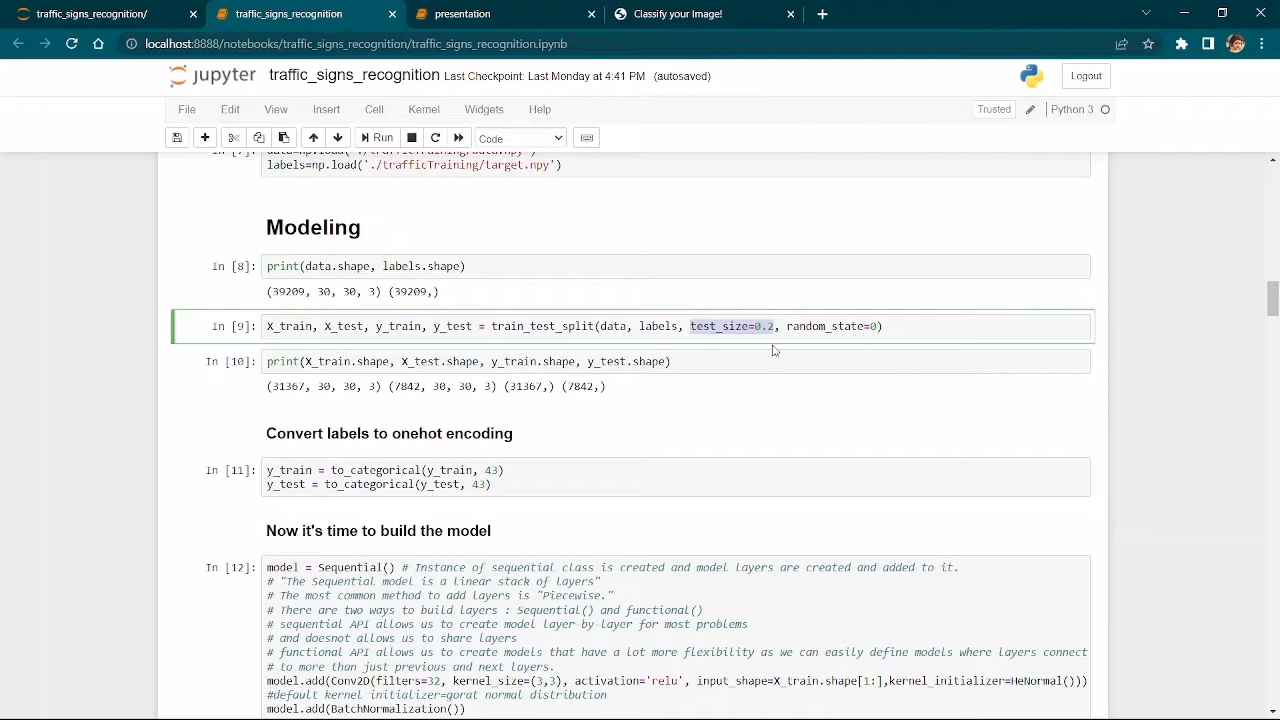 traffic_signs_recognition/
traffic_signs_recognition
presentation
Classify your Image!
localhost:8888/notebooks/traffic_signs_recognition/traffic_signs_recognition.ipynb
jupyter traffic_signs_recognition Last Checkpoint: Last Monday at 4:41 PM (autosaved)
Logout
File Edit View Insert Cell Kernel Widgets Help
Trusted
Python 3
Run
Code
labels=np.load('./trafficTraining/target.npy')
Modeling
In [8]: print(data.shape, labels.shape)
(39209, 30, 30, 3) (39209,)
In [9]: X_train, X_test, y_train, y_test = train_test_split(data, labels, test_size=0.2, random_state=0)
In [10]: print(X_train.shape, X_test.shape, y_train.shape, y_test.shape)
(31367, 30, 30, 3) (7842, 30, 30, 3) (31367,) (7842,)
Convert labels to onehot encoding
In [11]: y_train = to_categorical(y_train, 43)
y_test = to_categorical(y_test, 43)
Now it's time to build the model
In [12]: model = Sequential() # Instance of sequential class is created and model layers are created and added to it.
# "The Sequential model is a linear stack of layers"
# The most common method to add layers is "Piecewise."
# There are two ways to build layers : Sequential() and functional()
# sequential API allows us to create model layer-by-layer for most problems
# and doesnot allows us to share layers
# functional API allows us to create models that have a lot more flexibility as we can easily define models where layers connect
# to more than just previous and next layers.
model.add(Conv2D(filters=32, kernel_size=(3,3), activation='relu', input_shape=X_train.shape[1:],kernel_initializer=HeNormal()))
#default kernel initializer=gorat normal distribution
model.add(BatchNormalization())